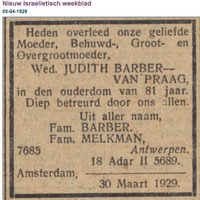 Nieuw Israelietisch weekblad
05-04-1929
Heden overleed onze geliefde
Moeder, Behuwd-, Groot- en
Overgrootmoeder,
Wed. JUDITH BARBER—
VAN PRAAG,
in den ouderdom van 81 jaar.
Diep betreurd door ons allen.
Uit aller naam,
Fam. BARBER.
Fam. MELKMAN,
7685 Antwerpen.
18 Adar II 5689.
Amsterdam,
30 Maart 1929.